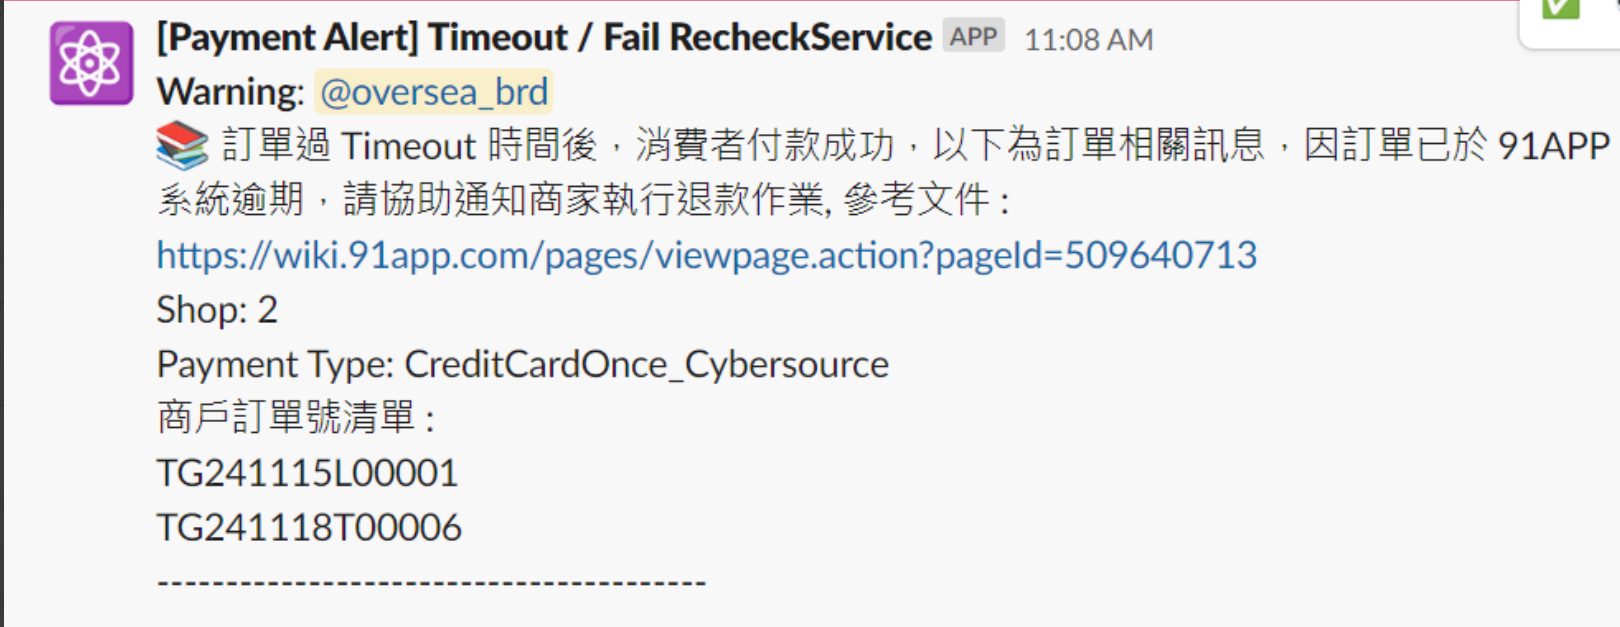 [Payment Alert] Timeout / Fail RecheckService APP 11:08 AM
Warning: @oversea_brd
訂單過 Timeout 時間後，消費者付款成功，以下為訂單相關訊息，因訂單已於 91APP
系統逾期，請協助通知商家執行退款作業, 參考文件 :
https://wiki.91app.com/pages/viewpage.action?pageId=509640713
Shop: 2
Payment Type: CreditCardOnce_Cybersource
商戶訂單號清單 :
TG241115L00001
TG241118T00006
----------------------------------------